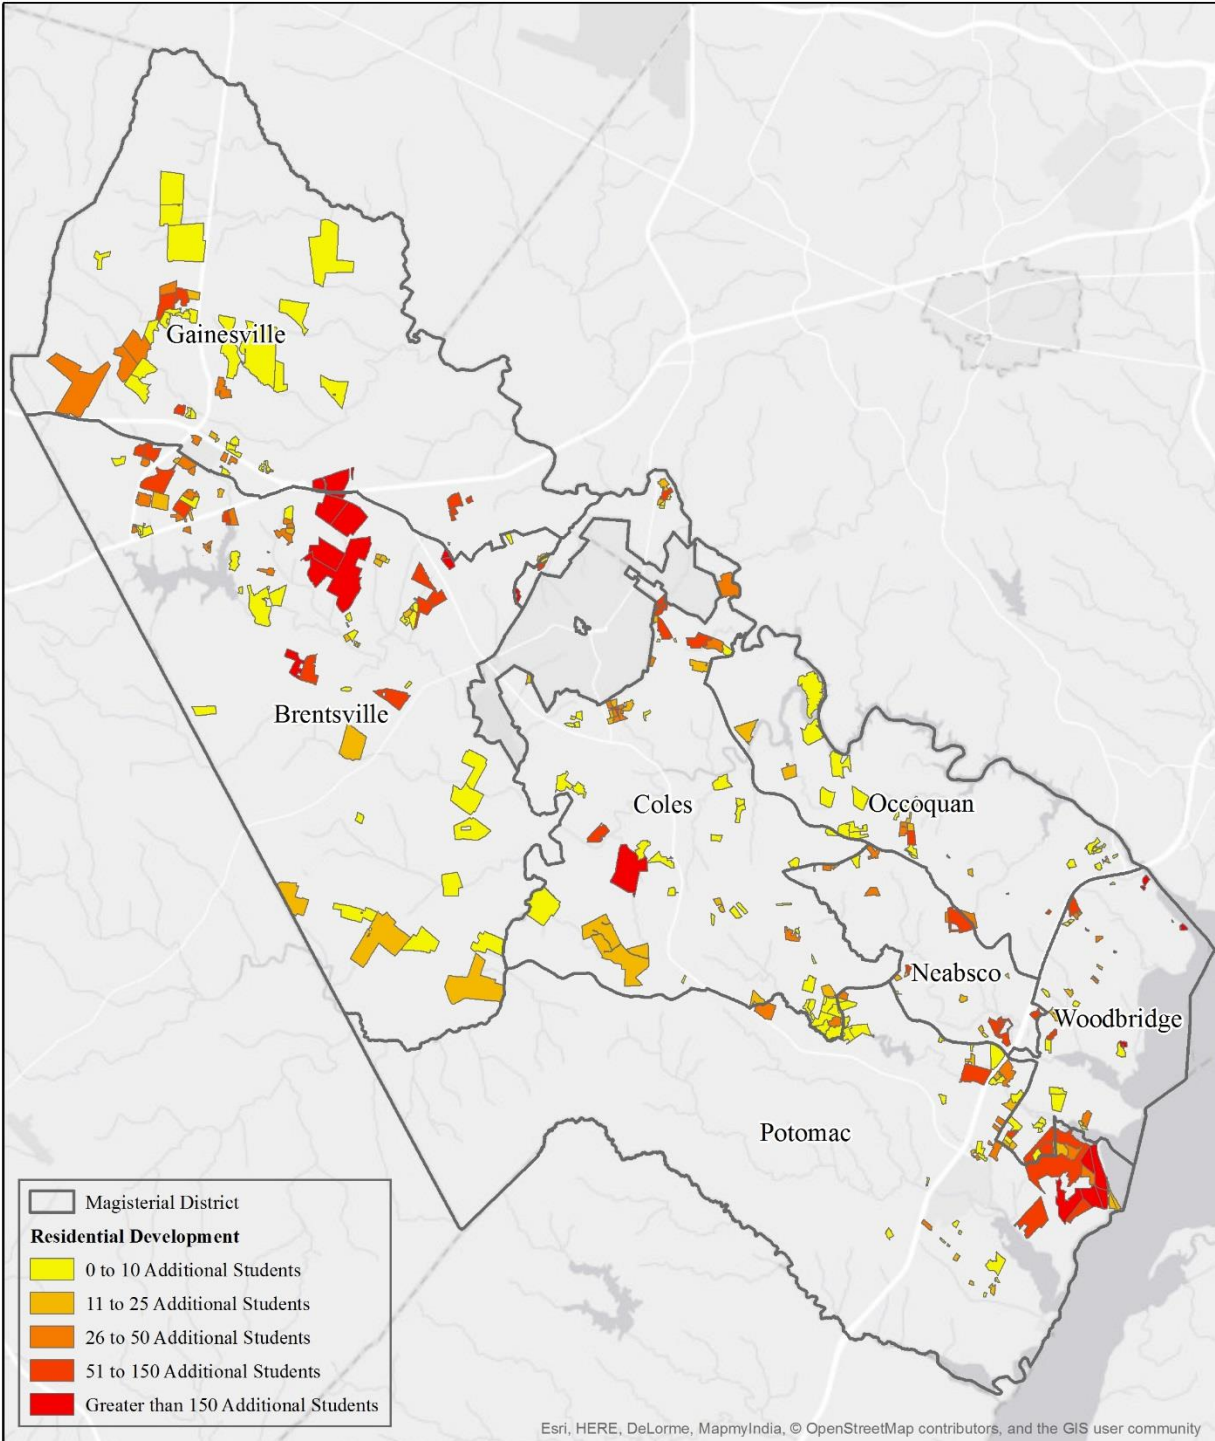 Gainesville
Brentsville
Coles
Occoquan
Neabsco
Woodbridge
Potomac
Magisterial District
Residential Development
0 to 10 Additional Students
11 to 25 Additional Students
26 to 50 Additional Students
51 to 150 Additional Students
Greater than 150 Additional Students
Esri, HERE, DeLorme, MapmyIndia, © OpenStreetMap contributors, and the GIS user community